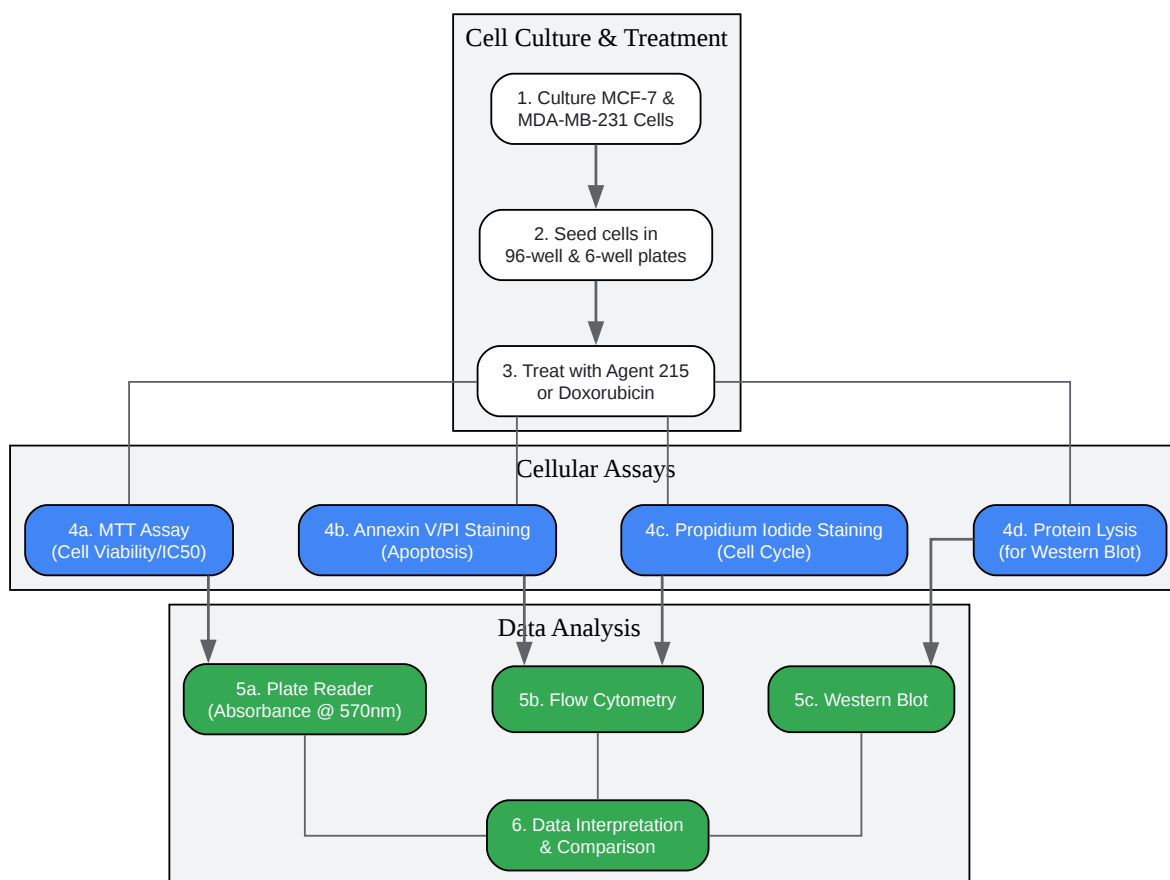 Cell Culture & Treatment
1. Culture MCF-7 &
MDA-MB-231 Cells
2. Seed cells in
96-well & 6-well plates
3. Treat with Agent 215
or Doxorubicin
Cellular Assays
4a. MTT Assay
(Cell Viability/IC50)
4b. Annexin V/PI Staining
(Apoptosis)
4c. Propidium Iodide Staining
(Cell Cycle)
4d. Protein Lysis
(for Western Blot)
Data Analysis
5a. Plate Reader
(Absorbance @ 570nm)
5b. Flow Cytometry
5c. Western Blot
6. Data Interpretation
& Comparison